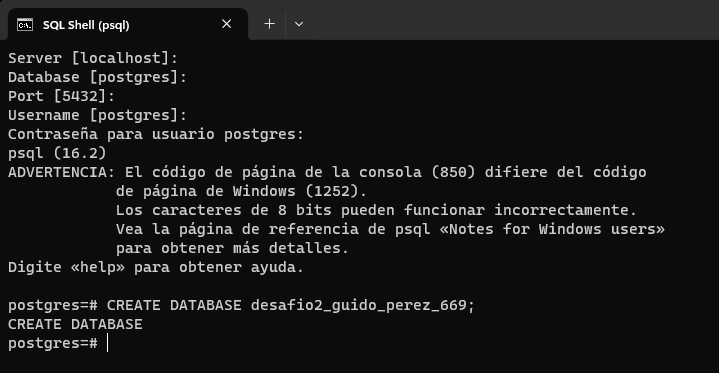 SQL Shell (psql)
Server [localhost]:
Database [postgres]:
Port [5432]:
Username [postgres]:
Contraseña para usuario postgres:
psql (16.2)
ADVERTENCIA: El código de página de la consola (850) difiere del código
de página de Windows (1252).
Los caracteres de 8 bits pueden funcionar incorrectamente.
Vea la página de referencia de psql «Notes for Windows users»
para obtener más detalles.
Digite «help» para obtener ayuda.
postgres=# CREATE DATABASE desafio2_guido_perez_669;
CREATE DATABASE
postgres=#